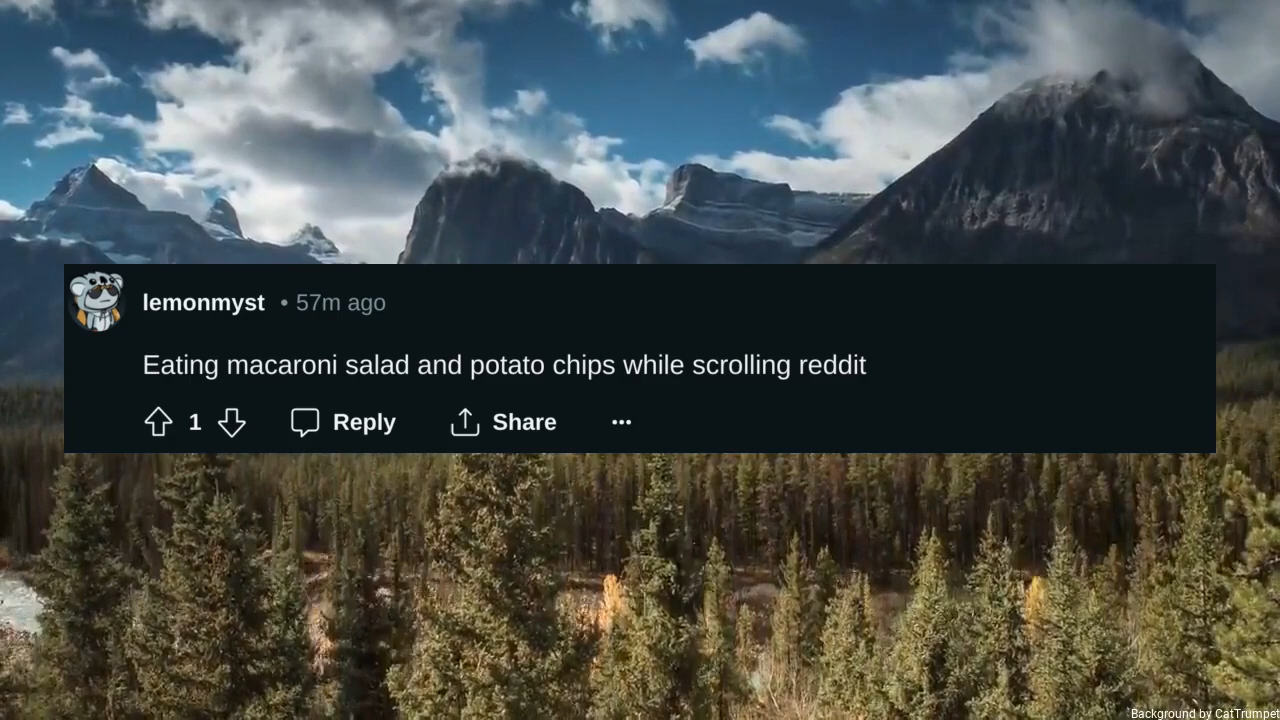 lemonmyst • 57m ago
Eating macaroni salad and potato chips while scrolling reddit
1 Reply Share ···
Background by CatTrumpet